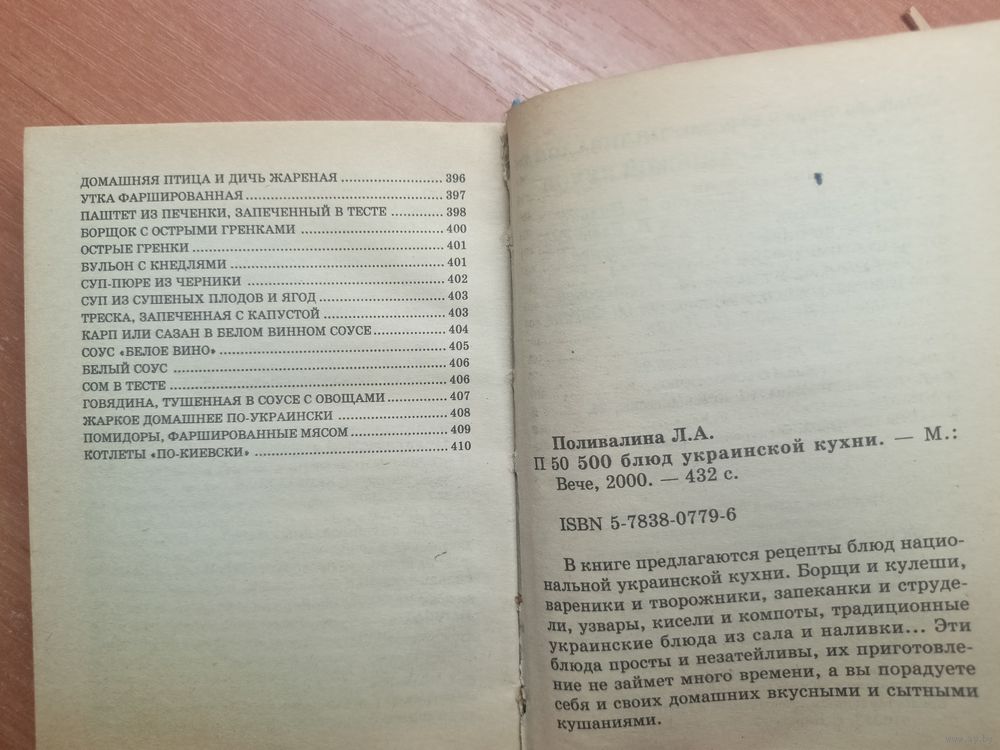 ДОМАШНЯЯ ПТИЦА И ДИЧЬ ЖАРЕНАЯ ........................ 396
УТКА ФАРШИРОВАННАЯ ........................ 397
ПАШТЕТ ИЗ ПЕЧЕНКИ, ЗАПЕЧЕННЫЙ В ТЕСТЕ ........................ 398
БОРЩОК С ОСТРЫМИ ГРЕНКАМИ ........................ 400
ОСТРЫЕ ГРЕНКИ ........................ 401
БУЛЬОН С КНЕДЛЯМИ ........................ 401
СУП-ПЮРЕ ИЗ ЧЕРНИКИ ........................ 402
СУП ИЗ СУШЕНЫХ ПЛОДОВ И ЯГОД ........................ 403
ТРЕСКА, ЗАПЕЧЕННАЯ С КАПУСТОЙ ........................ 403
КАРП ИЛИ САЗАН В БЕЛОМ ВИННОМ СОУСЕ ........................ 404
СОУС «БЕЛОЕ ВИНО» ........................ 405
БЕЛЫЙ СОУС ........................ 406
СОМ В ТЕСТЕ ........................ 406
ГОВЯДИНА, ТУШЕННАЯ В СОУСЕ С ОВОЩАМИ ........................ 407
ЖАРКОЕ ДОМАШНЕЕ ПО-УКРАИНСКИ ........................ 408
ПОМИДОРЫ, ФАРШИРОВАННЫЕ МЯСОМ ........................ 409
КОТЛЕТЫ «ПО-КИЕВСКИ» ........................ 410
Поливалина Л.А.
П 50 500 блюд украинской кухни. — М.:
Вече, 2000. — 432 с.
ISBN 5-7838-0779-6
В книге предлагаются рецепты блюд нацио-
нальной украинской кухни. Борщи и кулеши,
вареники и творожники, запеканки и струде-
ли, узвары, кисели и компоты, традиционные
украинские блюда из сала и наливки... Эти
блюда просты и незатейливы, их приготовле-
ние не займет много времени, а вы порадуете
себя и своих домашних вкусными и сытными
кушаниями.